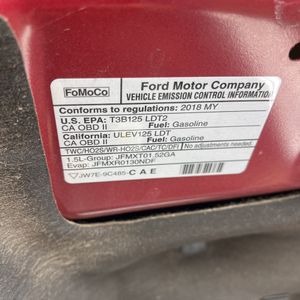 FoMoCo
Ford Motor Company
VEHICLE EMISSION CONTROL INFORMATION
Conforms to regulations: 2018 MY
U.S. EPA: T3B125 LDT2
CA OBD II Fuel: Gasoline
California: ULEV125 LDT
CA OBD II Fuel: Gasoline
TWC/HO2S/WR-HO2S/CAC/TC/DFI No adjustments needed.
1.5L-Group: JFMXT01.52GA
Evap: JFMXR0130NDF
JW7E-9C485- C A E